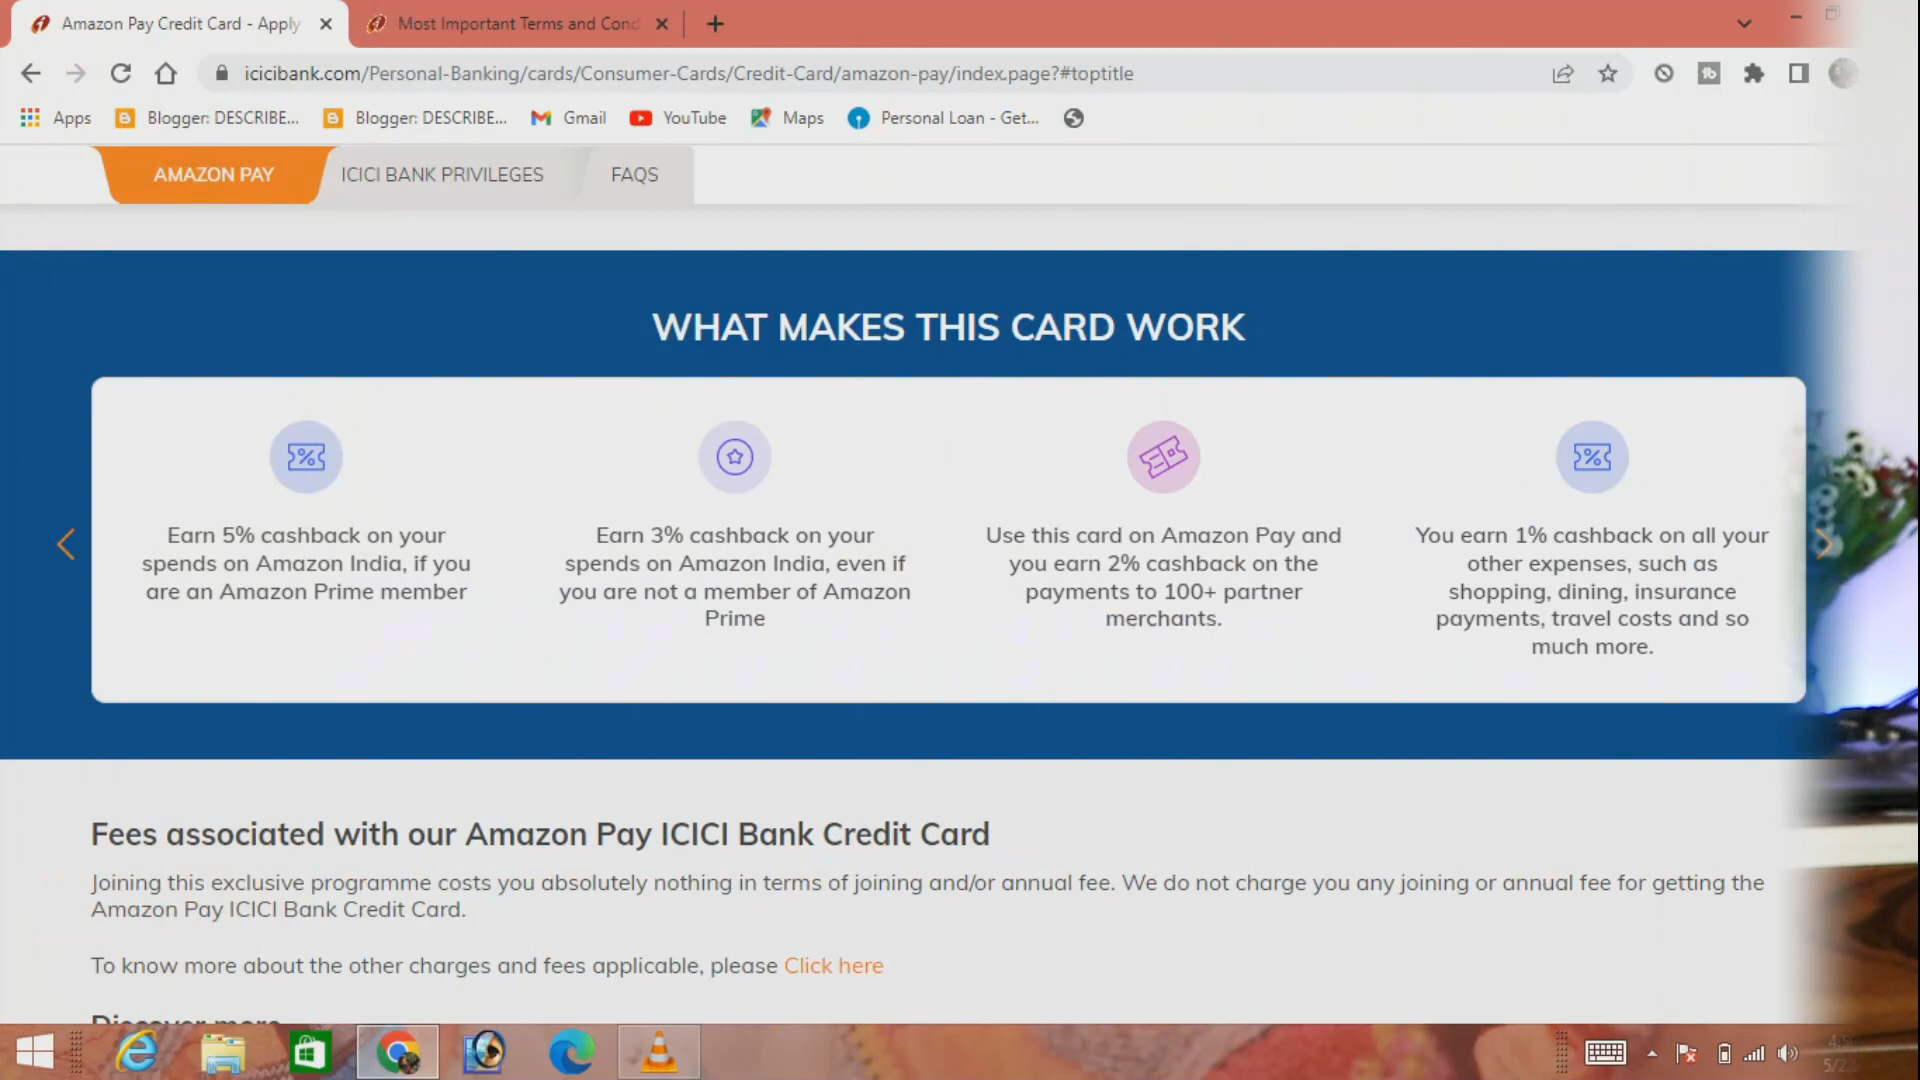 Amazon Pay Credit Card - Apply
Most Important Terms and Cond
icicibank.com/Personal-Banking/cards/Consumer-Cards/Credit-Card/amazon-pay/index.page?#toptitle
Apps
Blogger: DESCRIBE...
Blogger: DESCRIBE...
Gmail
YouTube
Maps
Personal Loan - Get...
AMAZON PAY
ICICI BANK PRIVILEGES
FAQS
WHAT MAKES THIS CARD WORK
Earn 5% cashback on your
spends on Amazon India, if you
are an Amazon Prime member
Earn 3% cashback on your
spends on Amazon India, even if
you are not a member of Amazon
Prime
Use this card on Amazon Pay and
you earn 2% cashback on the
payments to 100+ partner
merchants.
You earn 1% cashback on all your
other expenses, such as
shopping, dining, insurance
payments, travel costs and so
much more.
Fees associated with our Amazon Pay ICICI Bank Credit Card
Joining this exclusive programme costs you absolutely nothing in terms of joining and/or annual fee. We do not charge you any joining or annual fee for getting the
Amazon Pay ICICI Bank Credit Card.
To know more about the other charges and fees applicable, please Click here
Discover more